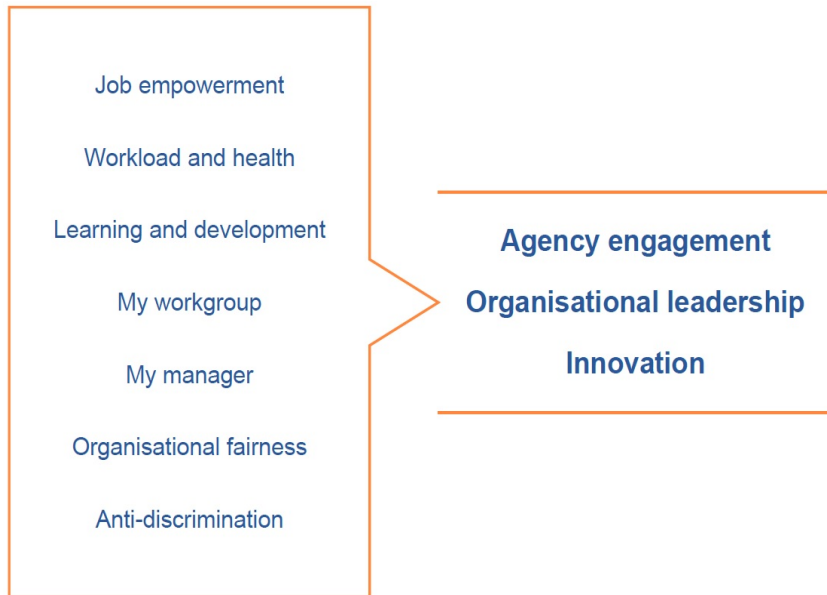 Job empowerment
Workload and health
Learning and development
My workgroup
My manager
Organisational fairness
Anti-discrimination
Agency engagement
Organisational leadership
Innovation